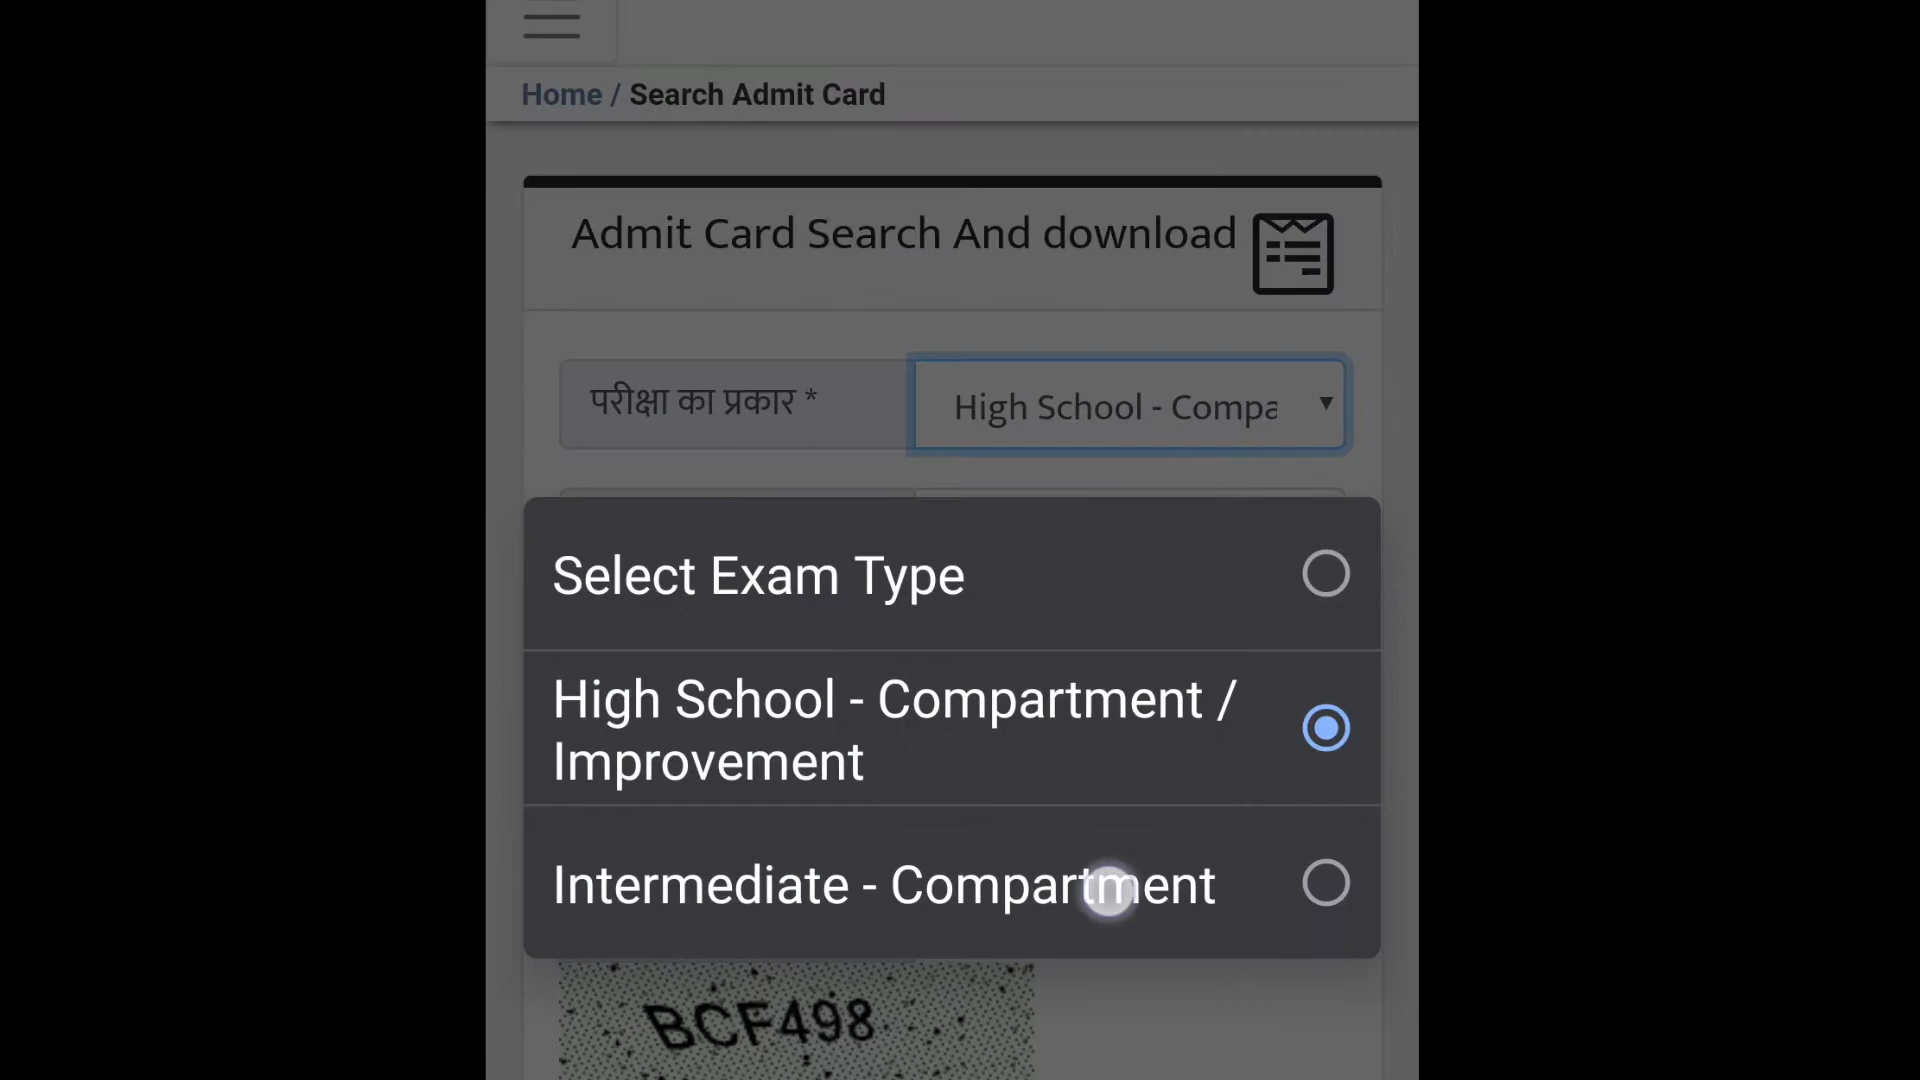 Home / Search Admit Card
Admit Card Search And download
परीक्षा का प्रकार *
High School - Compa
Select Exam Type
High School - Compartment /
Improvement
Intermediate - Compartment
BCF498